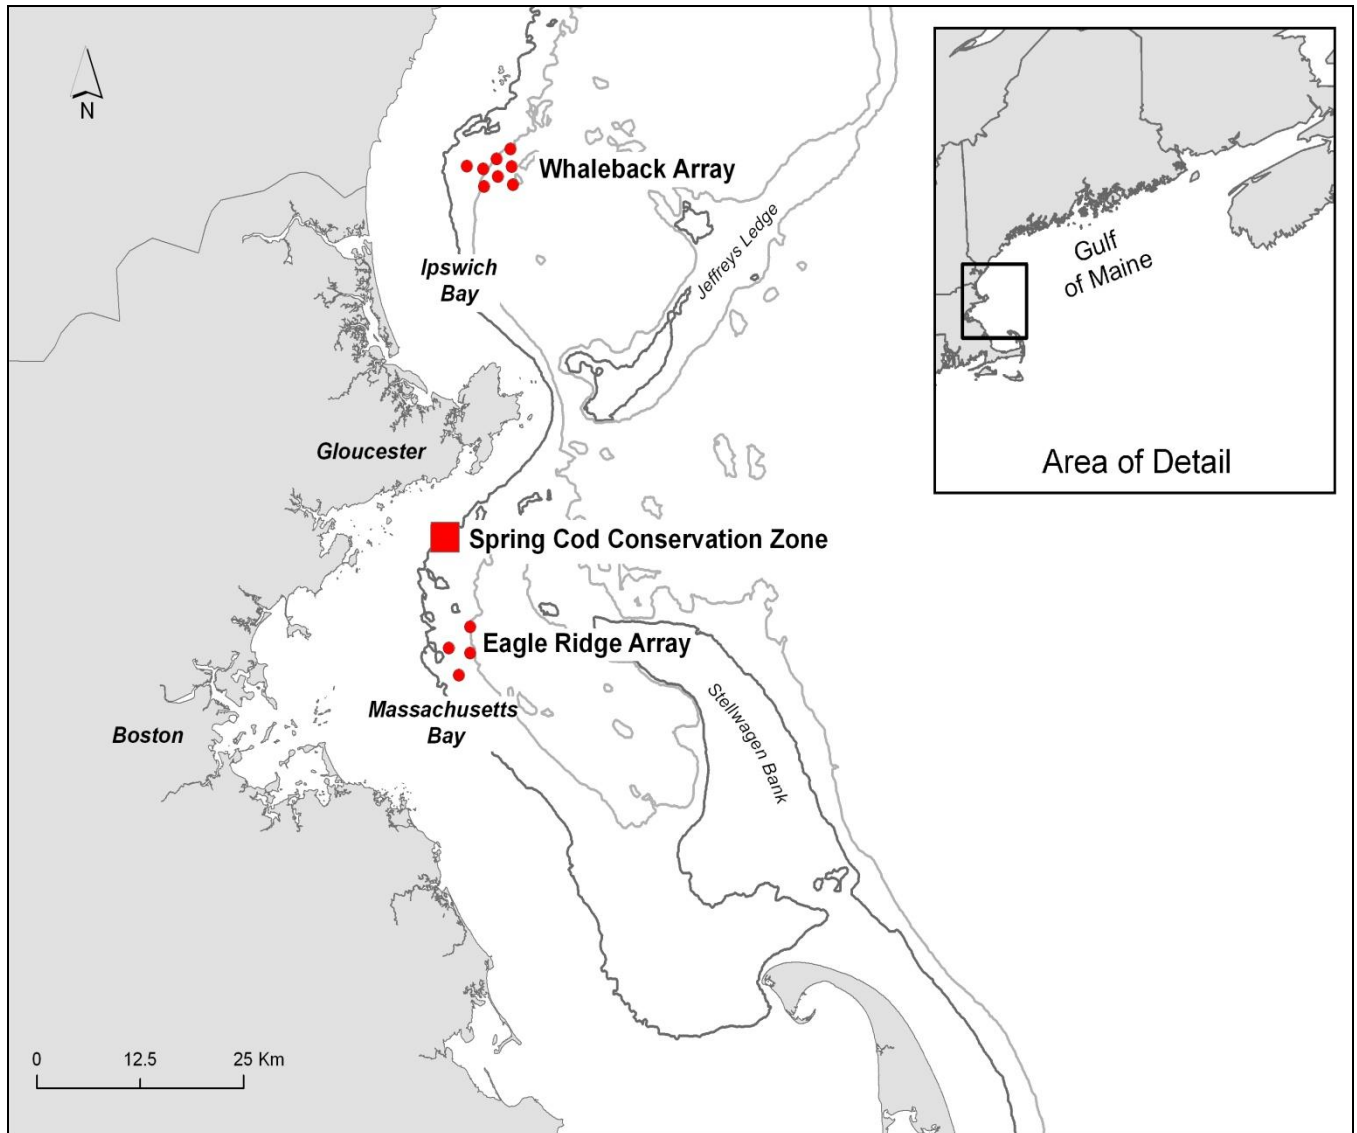 N
Whaleback Array
Jeffreys Ledge
Ipswich
Bay
Gulf
of Maine
Area of Detail
Gloucester
Spring Cod Conservation Zone
Eagle Ridge Array
Massachusetts
Bay
Stellwagen Bank
Boston
0 12.5 25 Km